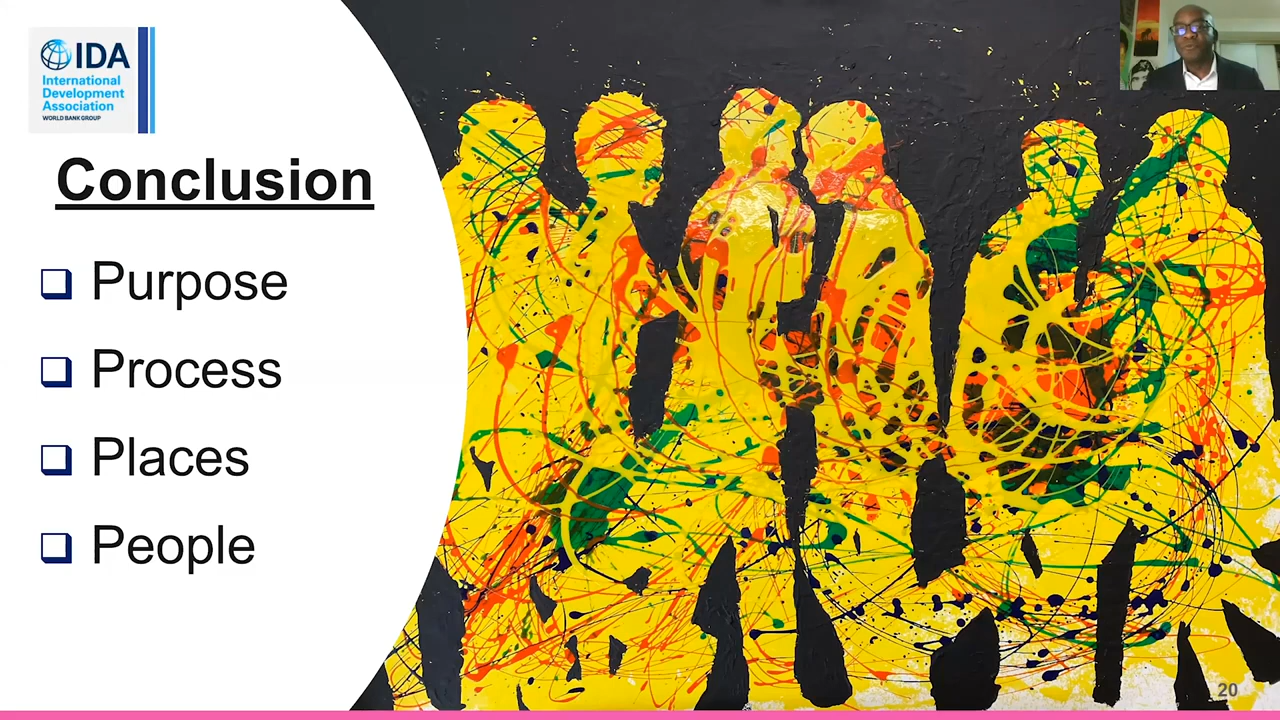 IDA
International
Development
Association
WORLD BANK GROUP
Conclusion
Purpose
Process
Places
People
20